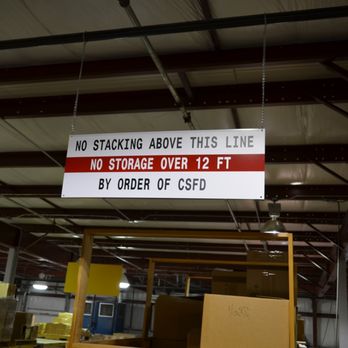 NO STACKING ABOVE THIS LINE
NO STORAGE OVER 12 FT
BY ORDER OF CSFD